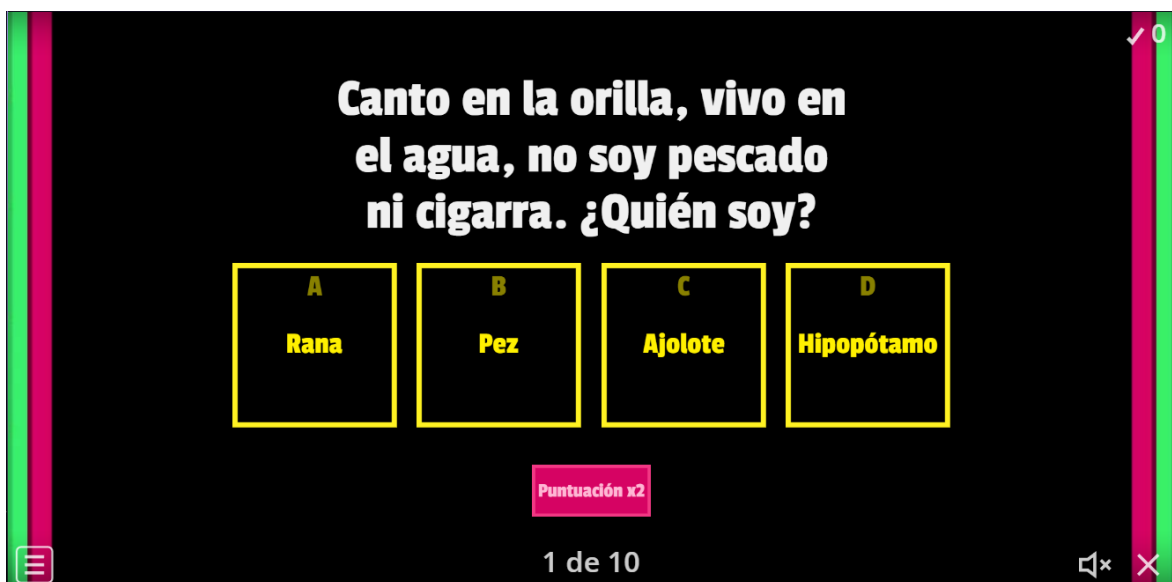 ✓ 0
Canto en la orilla, vivo en
el agua, no soy pescado
ni cigarra. ¿Quién soy?
A
Rana
B
Pez
C
Ajolote
D
Hipopótamo
Puntuación x2
1 de 10